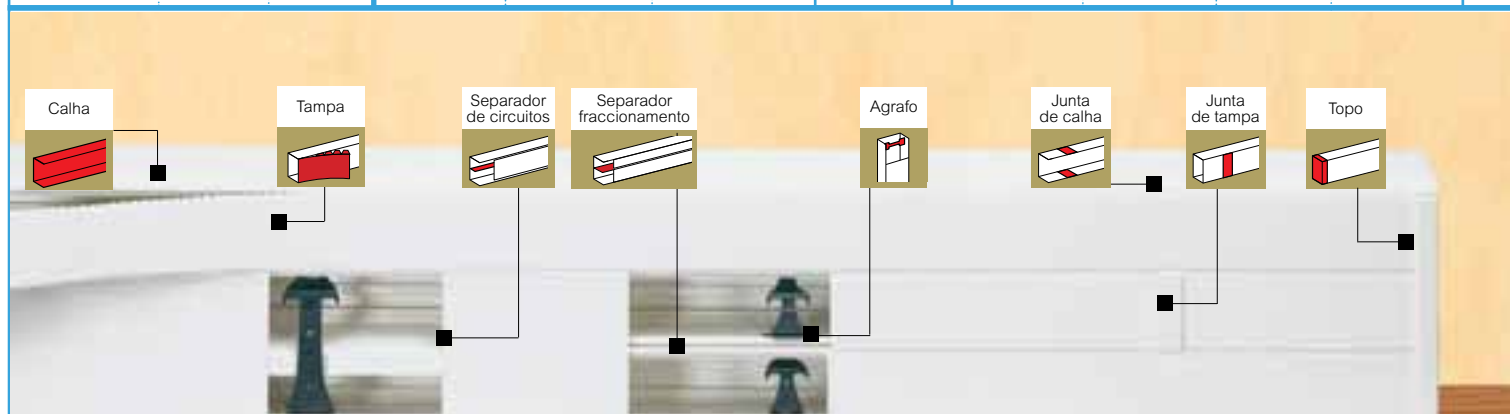 Calha
Tampa
Separador
de circuitos
Separador
fraccionamento
Agrafo
Junta
de calha
Junta
de tampa
Topo